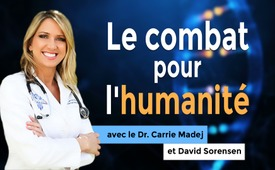 Le combat
pour
l'humanité
avec le Dr. Carrie Madej
et David Sorensen